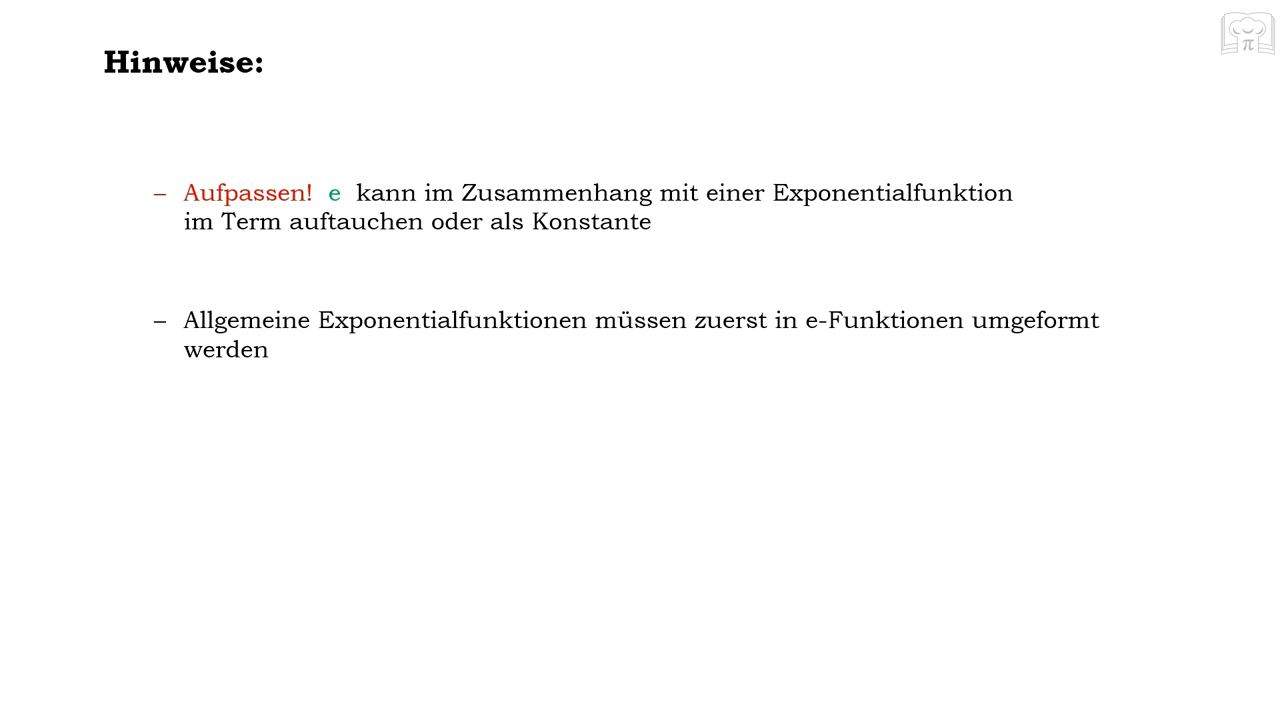 Hinweise:
– Aufpassen! e kann im Zusammenhang mit einer Exponentialfunktion
im Term auftauchen oder als Konstante
– Allgemeine Exponentialfunktionen müssen zuerst in e-Funktionen umgeformt
werden
π